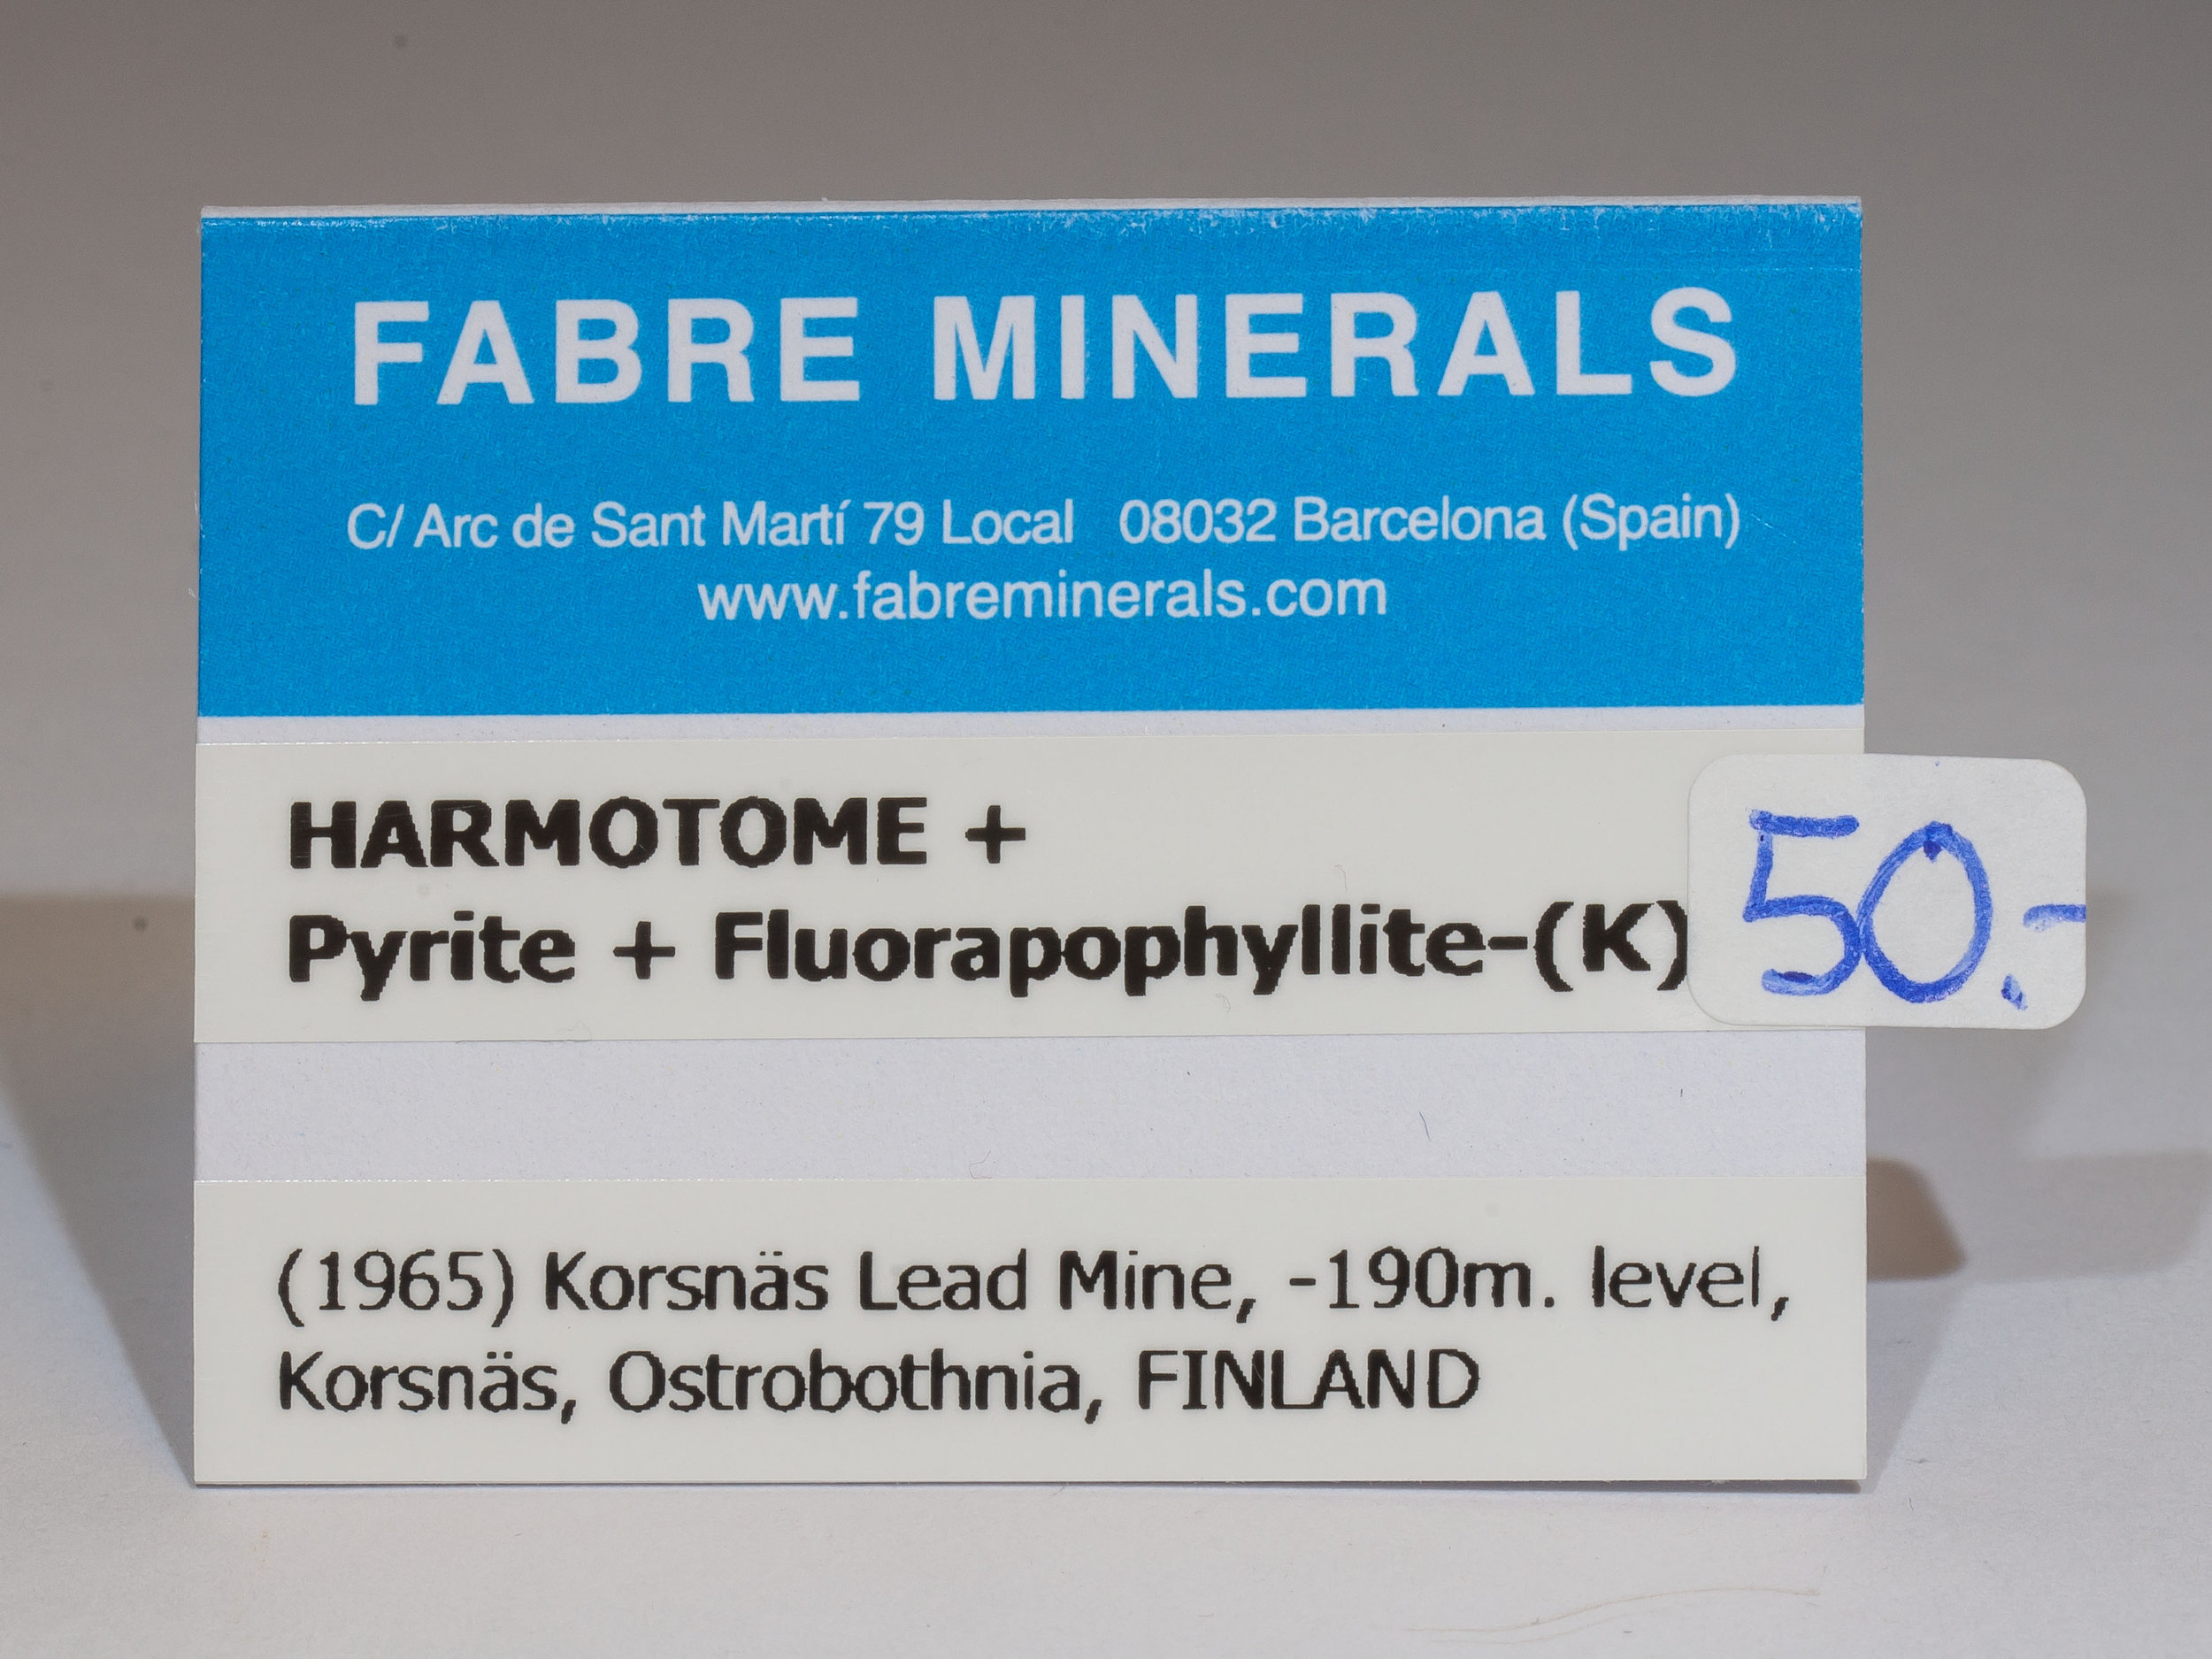 FABRE MINERALS
C/ Arc de Sant Martí 79 Local 08032 Barcelona (Spain)
www.fabreminerals.com
HARMOTOME +
Pyrite + Fluorapophyllite-(K)
50.-
(1965) Korsnäs Lead Mine, -190m. level,
Korsnäs, Ostrobothnia, FINLAND